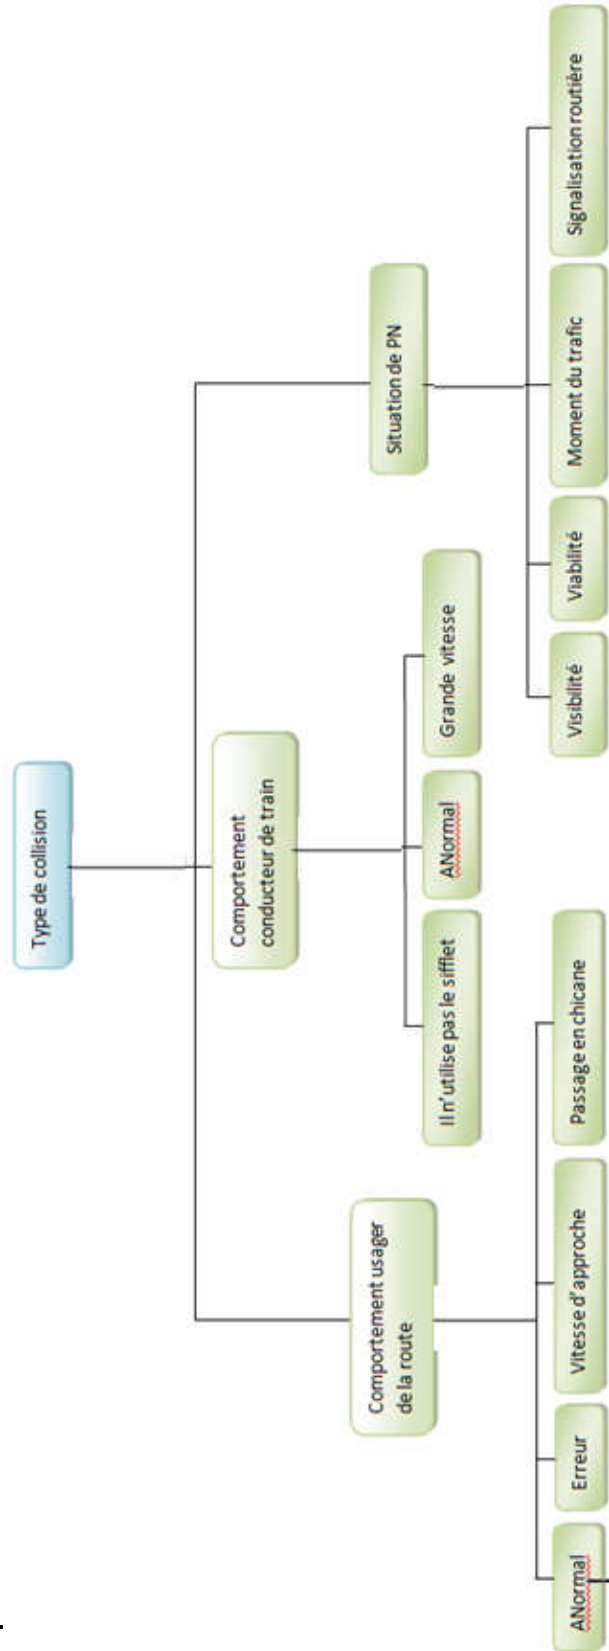 Type de collision
Comportement usager
de la route
Comportement
conducteur de train
Situation de PN
ANormal
Erreur
Vitesse d'approche
Passage en chicane
Il n'utilise pas le sifflet
ANormal
Grande vitesse
Visibilité
Viabilité
Moment du trafic
Signalisation routière